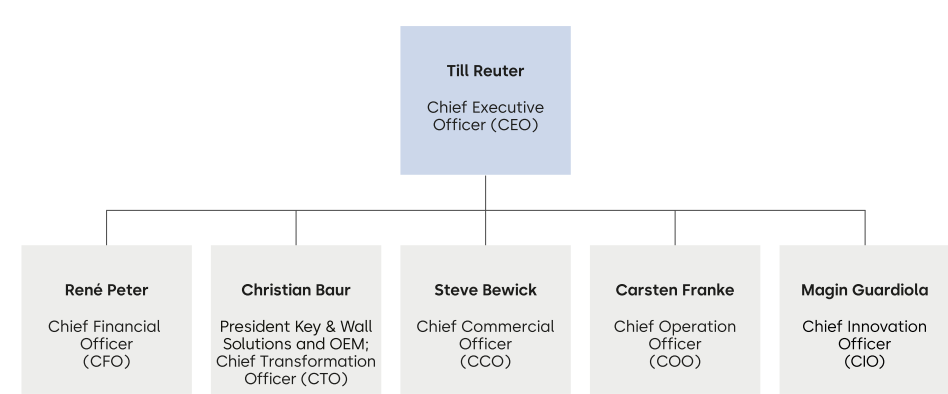 Till Reuter
Chief Executive
Officer (CEO)
René Peter
Chief Financial
Officer
(CFO)
Christian Baur
President Key & Wall
Solutions and OEM;
Chief Transformation
Officer (CTO)
Steve Bewick
Chief Commercial
Officer
(CCO)
Carsten Franke
Chief Operation
Officer
(COO)
Magin Guardiola
Chief Innovation
Officer
(CIO)